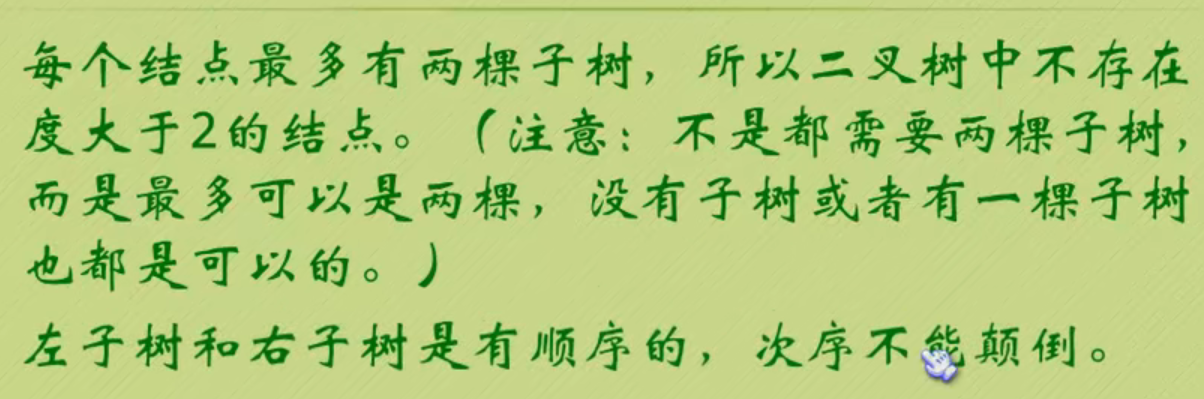 每个结点最多有两棵子树，所以二叉树中不存在
度大于2的结点。（注意：不是都需要两棵子树，
而是最多可以是两棵，没有子树或者有一棵子树
也都是可以的。）
左子树和右子树是有顺序的，次序不能颠倒。